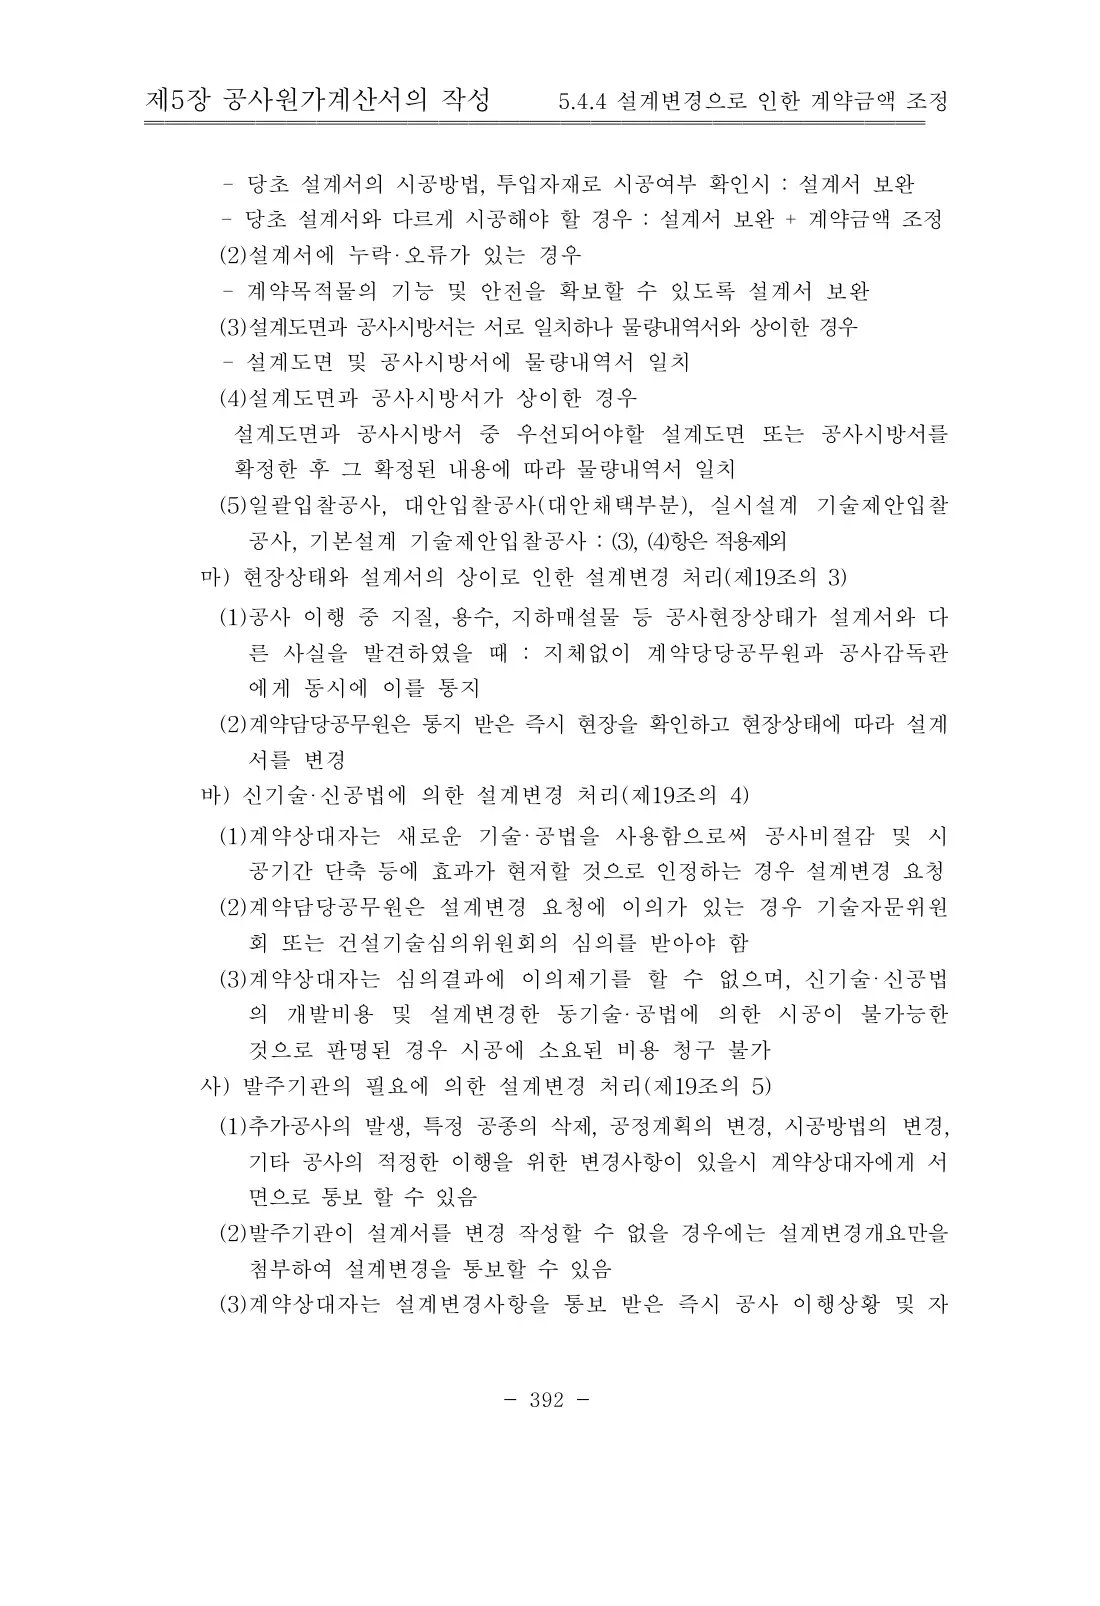 제5장 공사원가계산서의 작성 5.4.4 설계변경으로 인한 계약금액 조정
- 당초 설계서의 시공방법, 투입자재로 시공여부 확인시 : 설계서 보완
- 당초 설계서와 다르게 시공해야 할 경우 : 설계서 보완 + 계약금액 조정
(2)설계서에 누락·오류가 있는 경우
- 계약목적물의 기능 및 안전을 확보할 수 있도록 설계서 보완
(3)설계도면과 공사시방서는 서로 일치하나 물량내역서와 상이한 경우
- 설계도면 및 공사시방서에 물량내역서 일치
(4)설계도면과 공사시방서가 상이한 경우
설계도면과 공사시방서 중 우선되어야할 설계도면 또는 공사시방서를
확정한 후 그 확정된 내용에 따라 물량내역서 일치
(5)일괄입찰공사, 대안입찰공사(대안채택부분), 실시설계 기술제안입찰
공사, 기본설계 기술제안입찰공사 : (3), (4)항은 적용제외
마) 현장상태와 설계서의 상이로 인한 설계변경 처리(제19조의 3)
(1)공사 이행 중 지질, 용수, 지하매설물 등 공사현장상태가 설계서와 다
른 사실을 발견하였을 때 : 지체없이 계약당당공무원과 공사감독관
에게 동시에 이를 통지
(2)계약담당공무원은 통지 받은 즉시 현장을 확인하고 현장상태에 따라 설계
서를 변경
바) 신기술·신공법에 의한 설계변경 처리(제19조의 4)
(1)계약상대자는 새로운 기술·공법을 사용함으로써 공사비절감 및 시
공기간 단축 등에 효과가 현저할 것으로 인정하는 경우 설계변경 요청
(2)계약담당공무원은 설계변경 요청에 이의가 있는 경우 기술자문위원
회 또는 건설기술심의위원회의 심의를 받아야 함
(3)계약상대자는 심의결과에 이의제기를 할 수 없으며, 신기술·신공법
의 개발비용 및 설계변경한 동기술·공법에 의한 시공이 불가능한
것으로 판명된 경우 시공에 소요된 비용 청구 불가
사) 발주기관의 필요에 의한 설계변경 처리(제19조의 5)
(1)추가공사의 발생, 특정 공종의 삭제, 공정계획의 변경, 시공방법의 변경,
기타 공사의 적정한 이행을 위한 변경사항이 있을시 계약상대자에게 서
면으로 통보 할 수 있음
(2)발주기관이 설계서를 변경 작성할 수 없을 경우에는 설계변경개요만을
첨부하여 설계변경을 통보할 수 있음
(3)계약상대자는 설계변경사항을 통보 받은 즉시 공사 이행상황 및 자
- 392 -